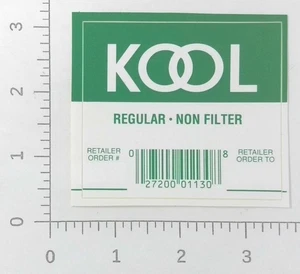 KOOL
REGULAR • NON FILTER
RETAILER ORDER #
RETAILER ORDER TO
0 27200 01130 8
3
2
1
0
0 1 2 3